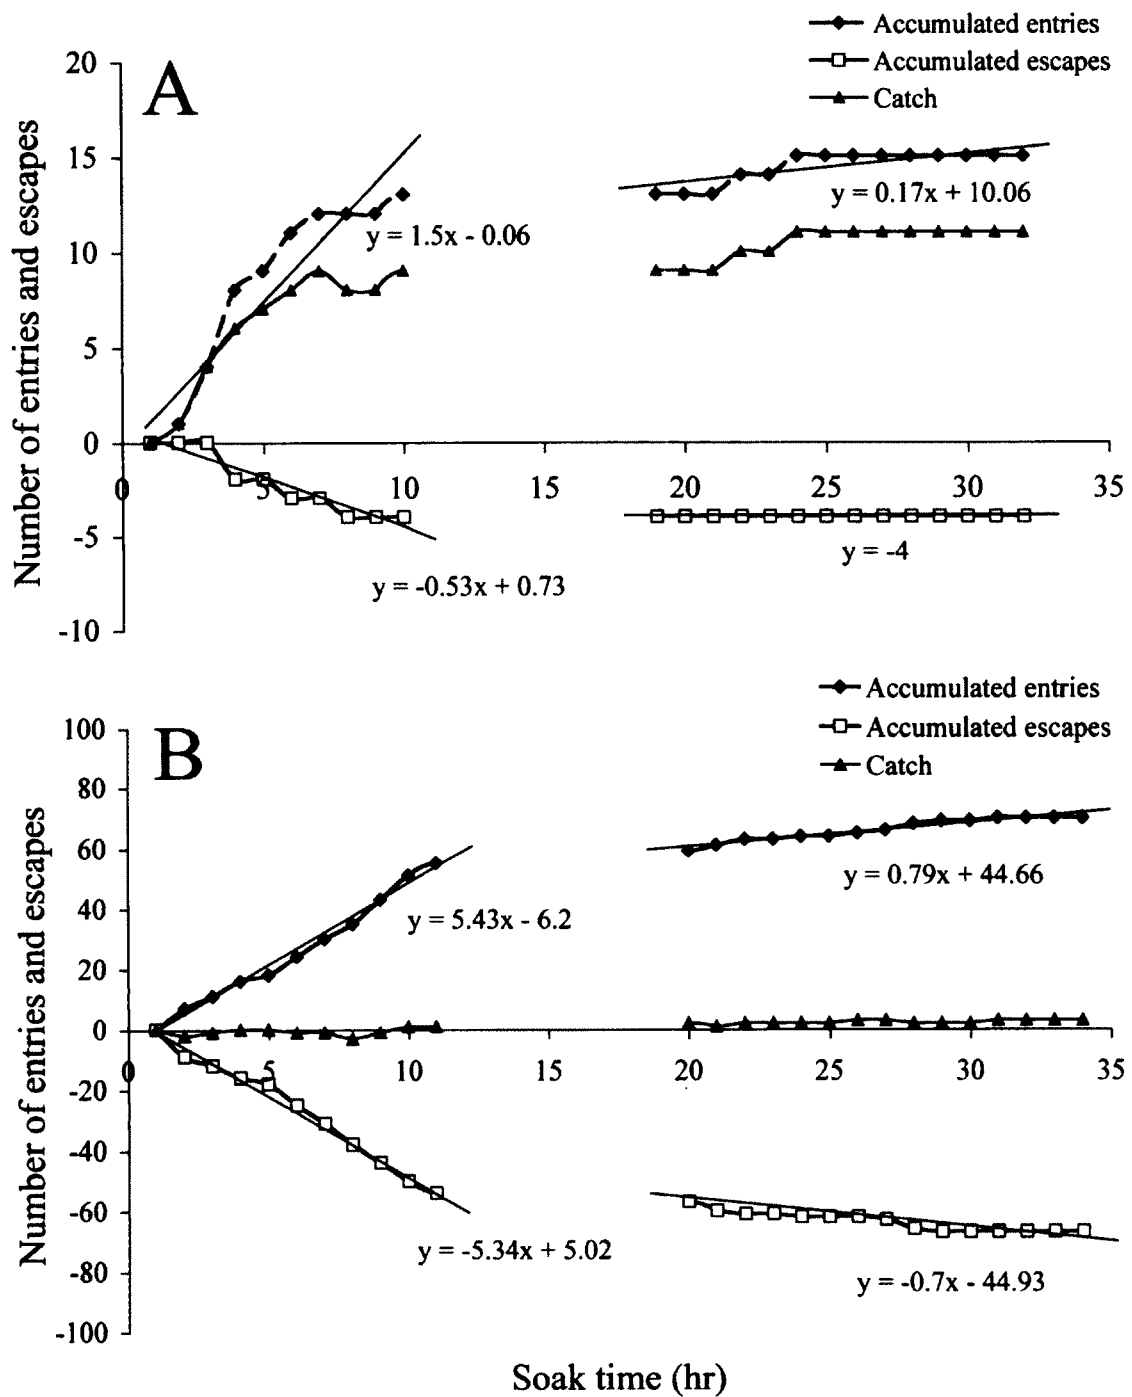 Accumulated entries
Accumulated escapes
Catch
A
20
15
10
5
0
-5
-10
0
5
10
15
20
25
30
35
y = 1.5x - 0.06
y = 0.17x + 10.06
y = -4
y = -0.53x + 0.73
Number of entries and escapes
Accumulated entries
Accumulated escapes
Catch
B
100
80
60
40
20
0
-20
-40
-60
-80
-100
0
5
10
15
20
25
30
35
y = 0.79x + 44.66
y = 5.43x - 6.2
y = -5.34x + 5.02
y = -0.7x - 44.93
Number of entries and escapes
Soak time (hr)